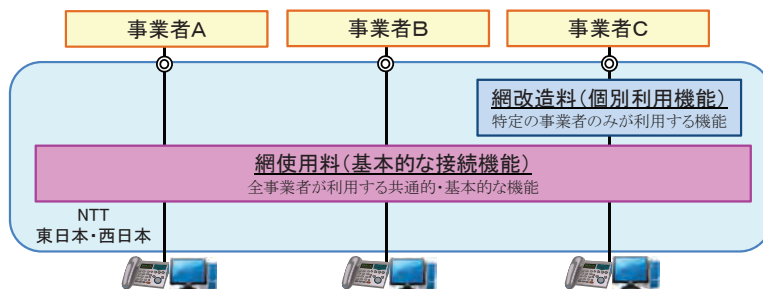 事業者A
事業者B
事業者C
網改造料(個別利用機能)
特定の事業者のみが利用する機能
網使用料(基本的な接続機能)
全事業者が利用する共通的・基本的な機能
NTT
東日本・西日本